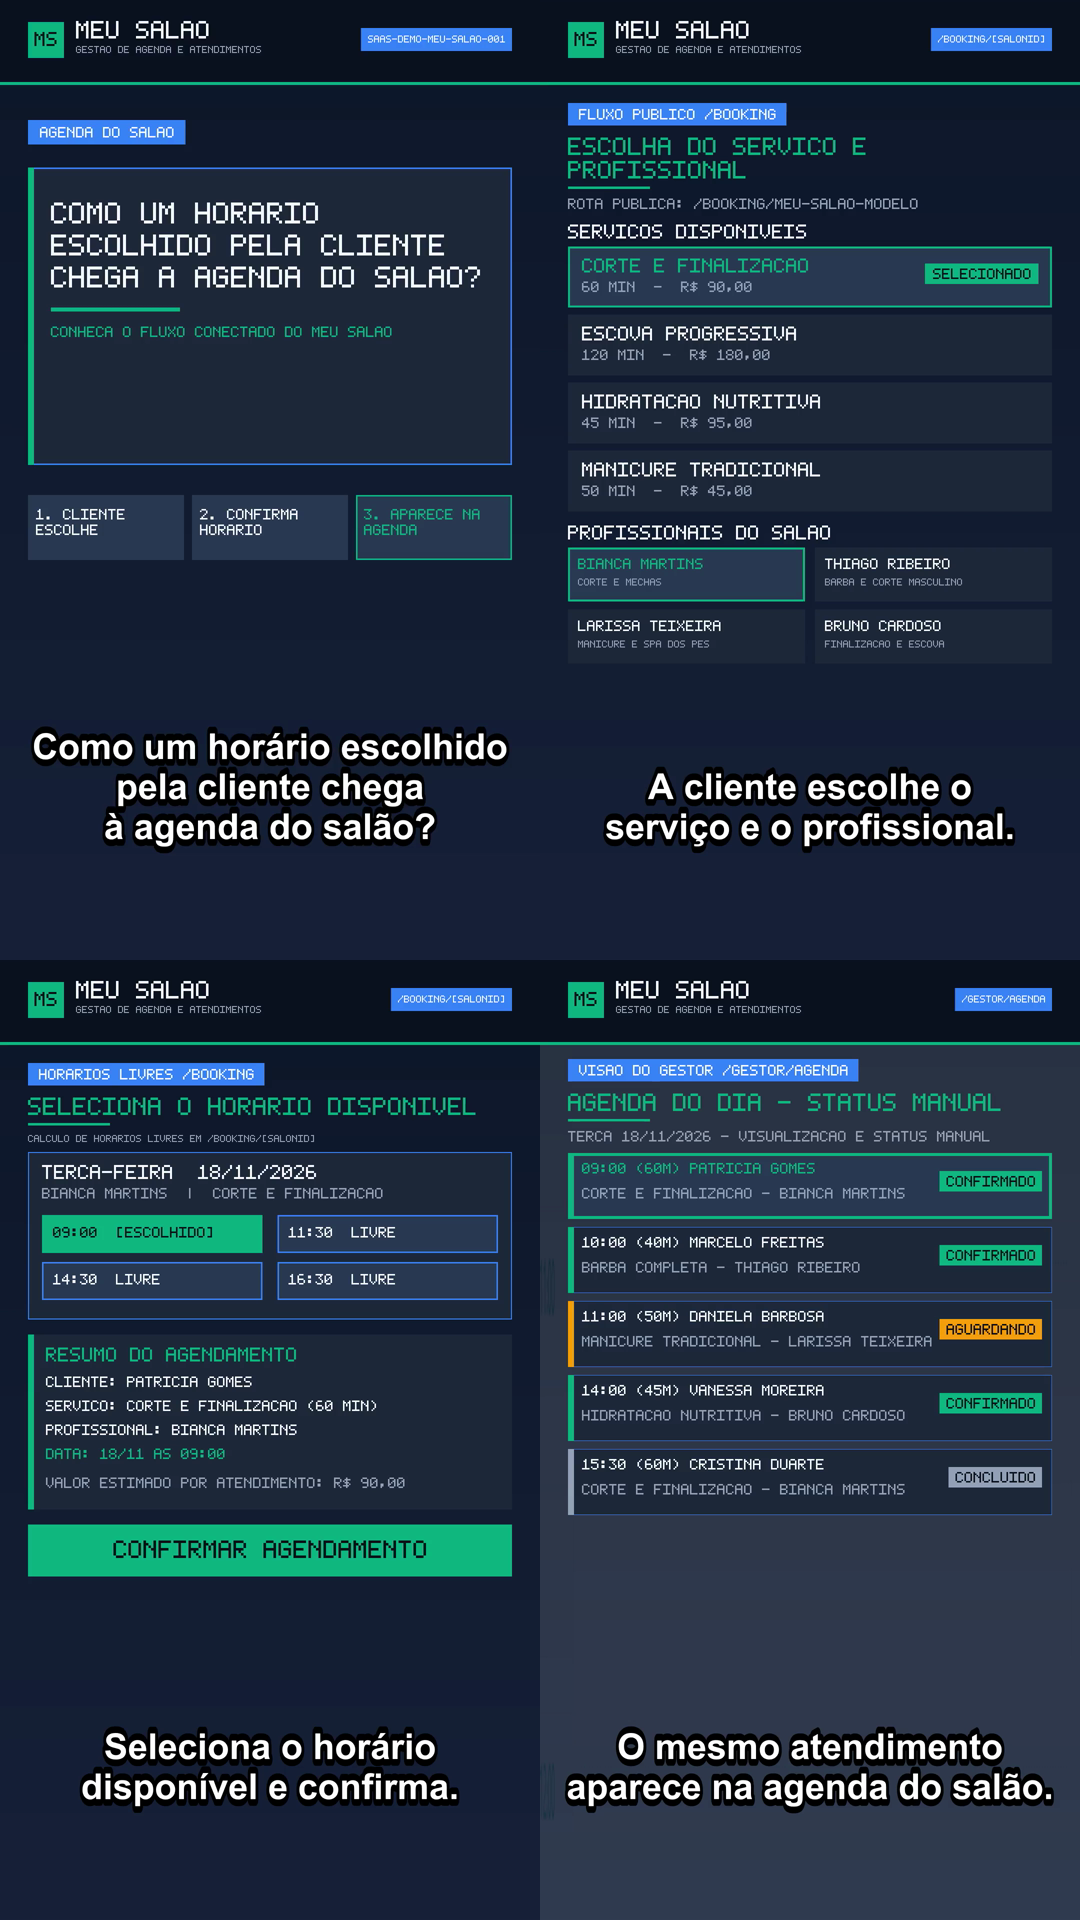 MS
MEU SALAO
GESTAO DE AGENDA E ATENDIMENTOS
SAAS-DEMO-MEU-SALAO-001
AGENDA DO SALAO
COMO UM HORARIO
ESCOLHIDO PELA CLIENTE
CHEGA A AGENDA DO SALAO?
CONHECA O FLUXO CONECTADO DO MEU SALAO
1. CLIENTE
ESCOLHE
2. CONFIRMA
HORARIO
3. APARECE NA
AGENDA
Como um horário escolhido
pela cliente chega
à agenda do salão?
MS
MEU SALAO
GESTAO DE AGENDA E ATENDIMENTOS
/BOOKING/[SALONID]
FLUXO PUBLICO /BOOKING
ESCOLHA DO SERVICO E
PROFISSIONAL
ROTA PUBLICA: /BOOKING/MEU-SALAO-MODELO
SERVICOS DISPONIVEIS
CORTE E FINALIZACAO
60 MIN - R$ 90,00
SELECIONADO
ESCOVA PROGRESSIVA
120 MIN - R$ 180,00
HIDRATACAO NUTRITIVA
45 MIN - R$ 95,00
MANICURE TRADICIONAL
50 MIN - R$ 45,00
PROFISSIONAIS DO SALAO
BIANCA MARTINS
CORTE E MECHAS
THIAGO RIBEIRO
BARBA E CORTE MASCULINO
LARISSA TEIXEIRA
MANICURE E SPA DOS PES
BRUNO CARDOSO
FINALIZACAO E ESCOVA
A cliente escolhe o
serviço e o profissional.
MS
MEU SALAO
GESTAO DE AGENDA E ATENDIMENTOS
/BOOKING/[SALONID]
HORARIOS LIVRES /BOOKING
SELECIONA O HORARIO DISPONIVEL
CALCULO DE HORARIOS LIVRES EM /BOOKING/[SALONID]
TERCA-FEIRA 18/11/2026
BIANCA MARTINS | CORTE E FINALIZACAO
09:00 [ESCOLHIDO]
11:30 LIVRE
14:30 LIVRE
16:30 LIVRE
RESUMO DO AGENDAMENTO
CLIENTE: PATRICIA GOMES
SERVICO: CORTE E FINALIZACAO (60 MIN)
PROFISSIONAL: BIANCA MARTINS
DATA: 18/11 AS 09:00
VALOR ESTIMADO POR ATENDIMENTO: R$ 90,00
CONFIRMAR AGENDAMENTO
Seleciona o horário
disponível e confirma.
MS
MEU SALAO
GESTAO DE AGENDA E ATENDIMENTOS
/GESTOR/AGENDA
VISAO DO GESTOR /GESTOR/AGENDA
AGENDA DO DIA - STATUS MANUAL
TERCA 18/11/2026 - VISUALIZACAO E STATUS MANUAL
09:00 (60M) PATRICIA GOMES
CORTE E FINALIZACAO - BIANCA MARTINS
CONFIRMADO
10:00 (40M) MARCELO FREITAS
BARBA COMPLETA - THIAGO RIBEIRO
CONFIRMADO
11:00 (50M) DANIELA BARBOSA
MANICURE TRADICIONAL - LARISSA TEIXEIRA
AGUARDANDO
14:00 (45M) VANESSA MOREIRA
HIDRATACAO NUTRITIVA - BRUNO CARDOSO
CONFIRMADO
15:30 (60M) CRISTINA DUARTE
CORTE E FINALIZACAO - BIANCA MARTINS
CONCLUIDO
O mesmo atendimento
aparece na agenda do salão.